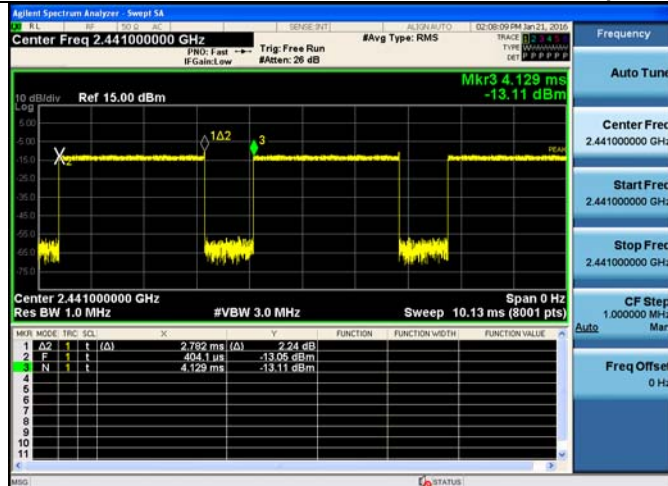 Agilent Spectrum Analyzer - Swept SA
RL RF 50 Ω AC SENSE:INT ALIGN AUTO 02:08:09 PM Jan 21, 2016
Center Freq 2.441000000 GHz
#Avg Type: RMS
TRACE 1 2 3 4 5 6
PNO: Fast
Trig: Free Run
TYPE
IFGain:Low
#Atten: 26 dB
DET P P P P P P
Mkr3 4.129 ms
-13.11 dBm
10 dB/div Ref 15.00 dBm
Log
5.00
-5.00
-15.0
-25.0
-35.0
-45.0
-55.0
-65.0
-75.0
1Δ2
3
X2
PEAK
Center 2.441000000 GHz
Span 0 Hz
Res BW 1.0 MHz
#VBW 3.0 MHz
Sweep 10.13 ms (8001 pts)
MKR MODE TRC SCL X Y FUNCTION FUNCTION WIDTH FUNCTION VALUE
1 Δ2 1 t (Δ) 2.792 ms (Δ) 2.24 dB
2 F 1 t 404.1 µs -13.05 dBm
3 N 1 t 4.129 ms -13.11 dBm
4
5
6
7
8
9
10
11
MSG
STATUS
Frequency
Auto Tune
Center Freq
2.441000000 GHz
Start Freq
2.441000000 GHz
Stop Freq
2.441000000 GHz
CF Step
1.000000 MHz
Auto Man
Freq Offset
0 Hz